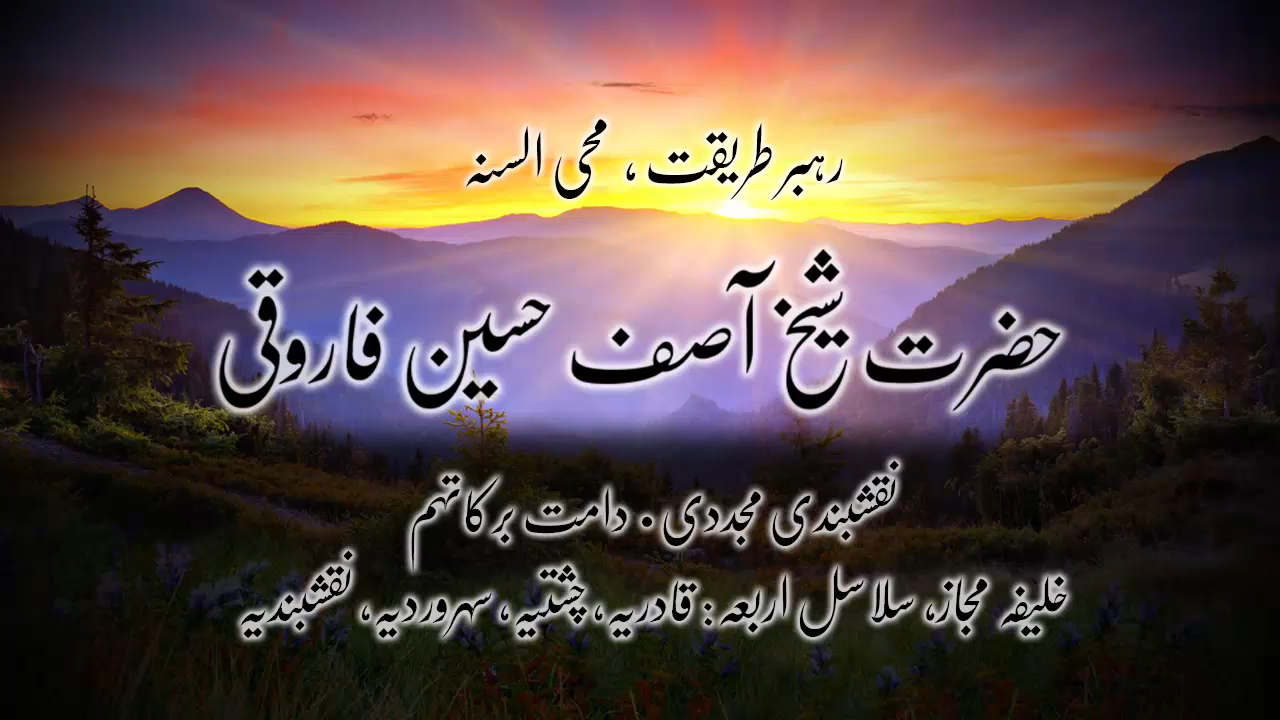 رہبر طریقت ، محی السنہ
حضرت شیخ آصف حسین فاروقی
نقشبندی مجددی • دامت برکاتہم
خلیفہ مجاز، سلاسل اربعہ : قادریہ، چشتیہ، سہروردیہ، نقشبندیہ